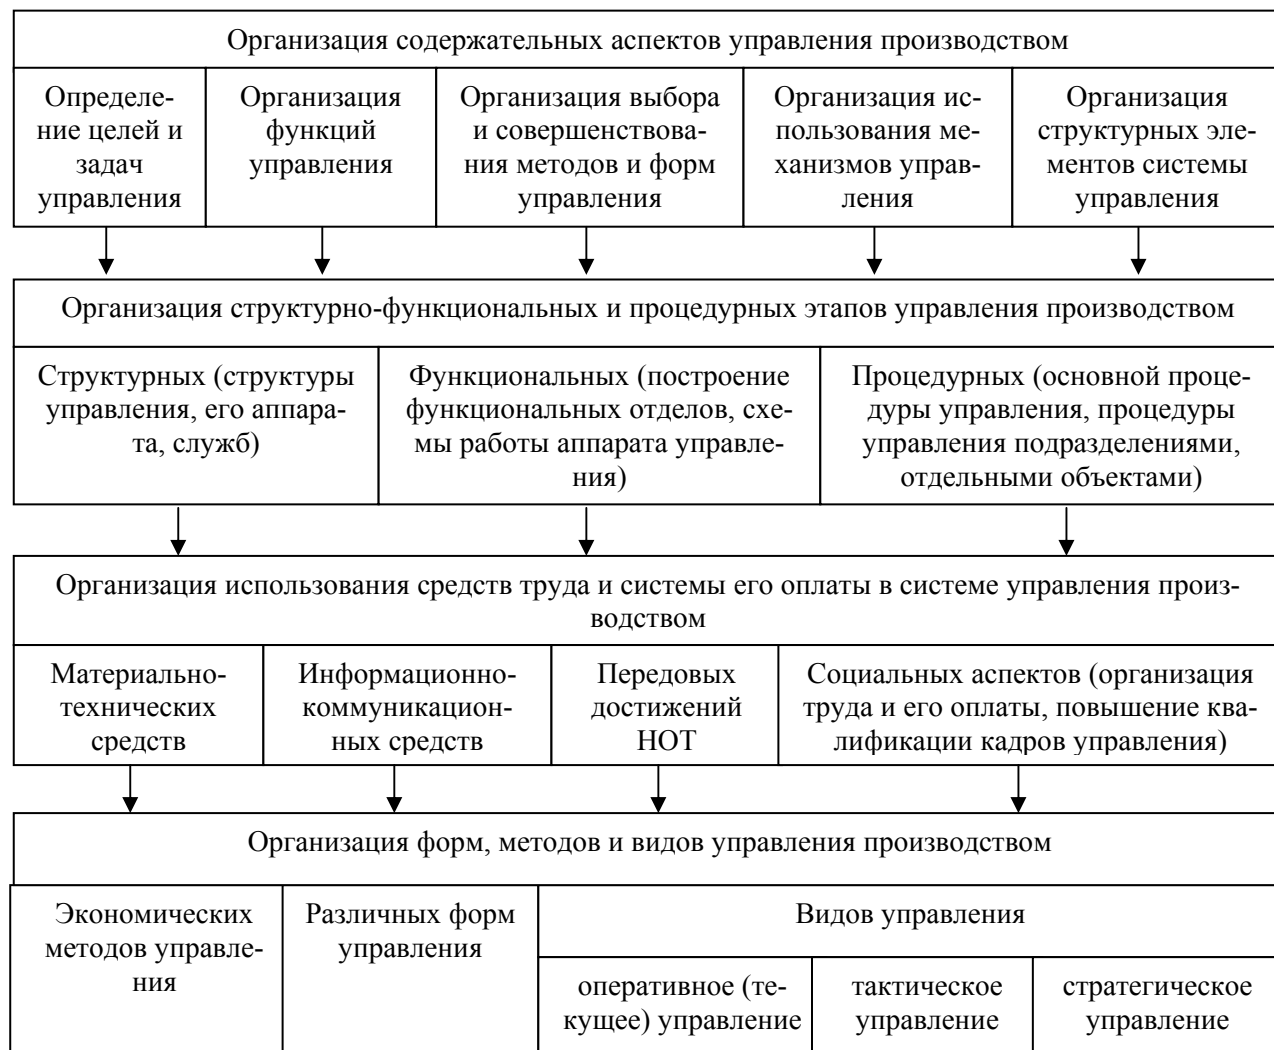 Организация содержательных аспектов управления производством
Определе-
ние целей и
задач
управления
Организация
функций
управления
Организация выбора
и совершенствова-
ния методов и форм
управления
Организация ис-
пользования ме-
ханизмов управ-
ления
Организация
структурных эле-
ментов системы
управления
Организация структурно-функциональных и процедурных этапов управления производством
Структурных (структуры
управления, его аппара-
та, служб)
Функциональных (построение
функциональных отделов, схе-
мы работы аппарата управле-
ния)
Процедурных (основной проце-
дуры управления, процедуры
управления подразделениями,
отдельными объектами)
Организация использования средств труда и системы его оплаты в системе управления произ-
водством
Материально-
технических
средств
Информационно-
коммуникацион-
ных средств
Передовых
достижений
НОТ
Социальных аспектов (организация
труда и его оплаты, повышение ква-
лификации кадров управления)
Организация форм, методов и видов управления производством
Экономических
методов управле-
ния
Различных форм
управления
Видов управления
оперативное (те-
кущее) управление
тактическое
управление
стратегическое
управление